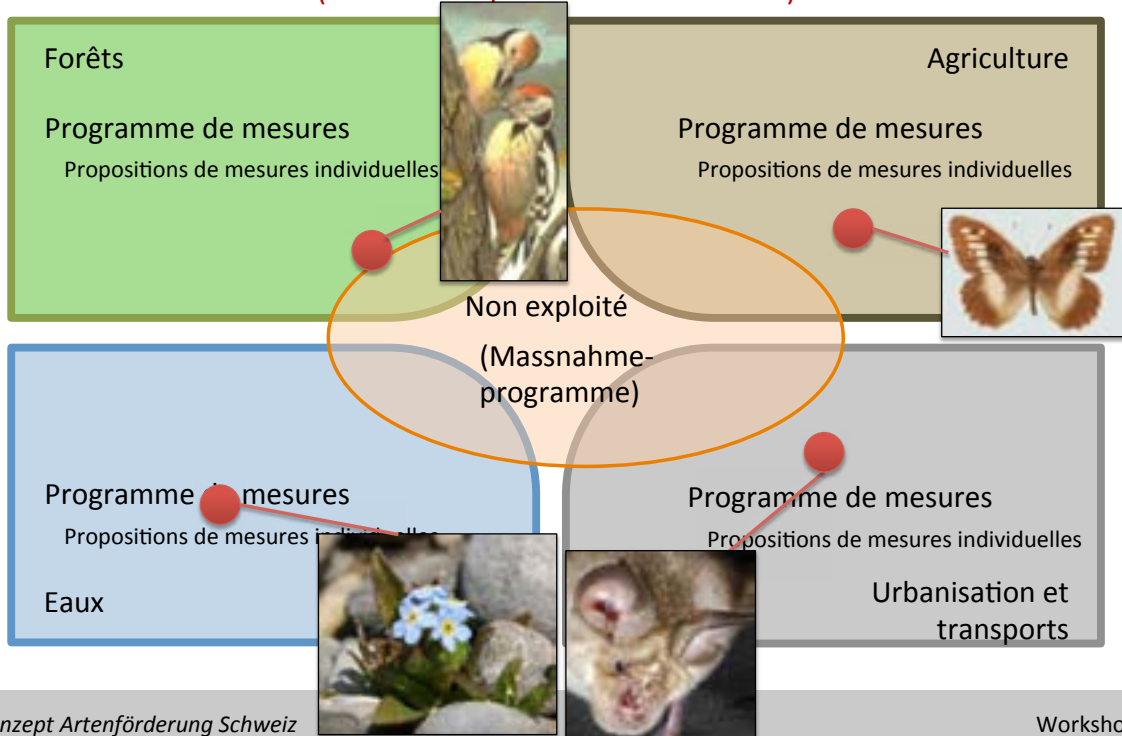 Forêts
Agriculture
Programme de mesures
Programme de mesures
Propositions de mesures individuelles
Propositions de mesures individuelles
Non exploité
(Massnahme-
programme)
Programme de mesures
Programme de mesures
Propositions de mesures individuelles
Propositions de mesures individuelles
Eaux
Urbanisation et
transports
Artenförderung Schweiz